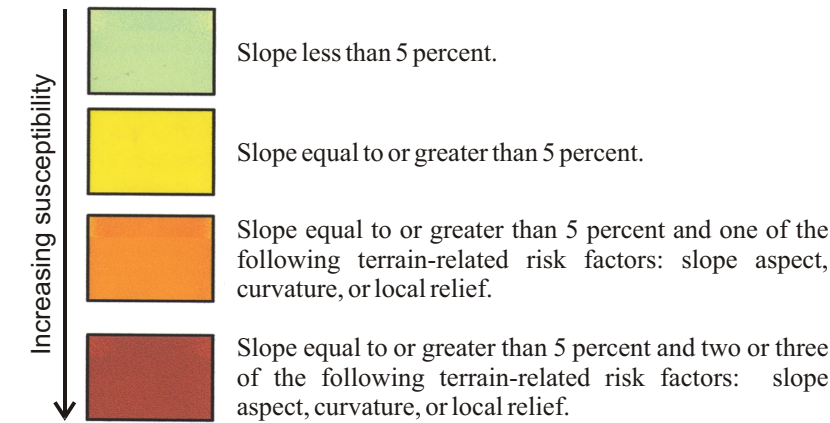 Increasing susceptibility
Slope less than 5 percent.
Slope equal to or greater than 5 percent.
Slope equal to or greater than 5 percent and one of the
following terrain-related risk factors: slope aspect,
curvature, or local relief.
Slope equal to or greater than 5 percent and two or three
of the following terrain-related risk factors: slope
aspect, curvature, or local relief.